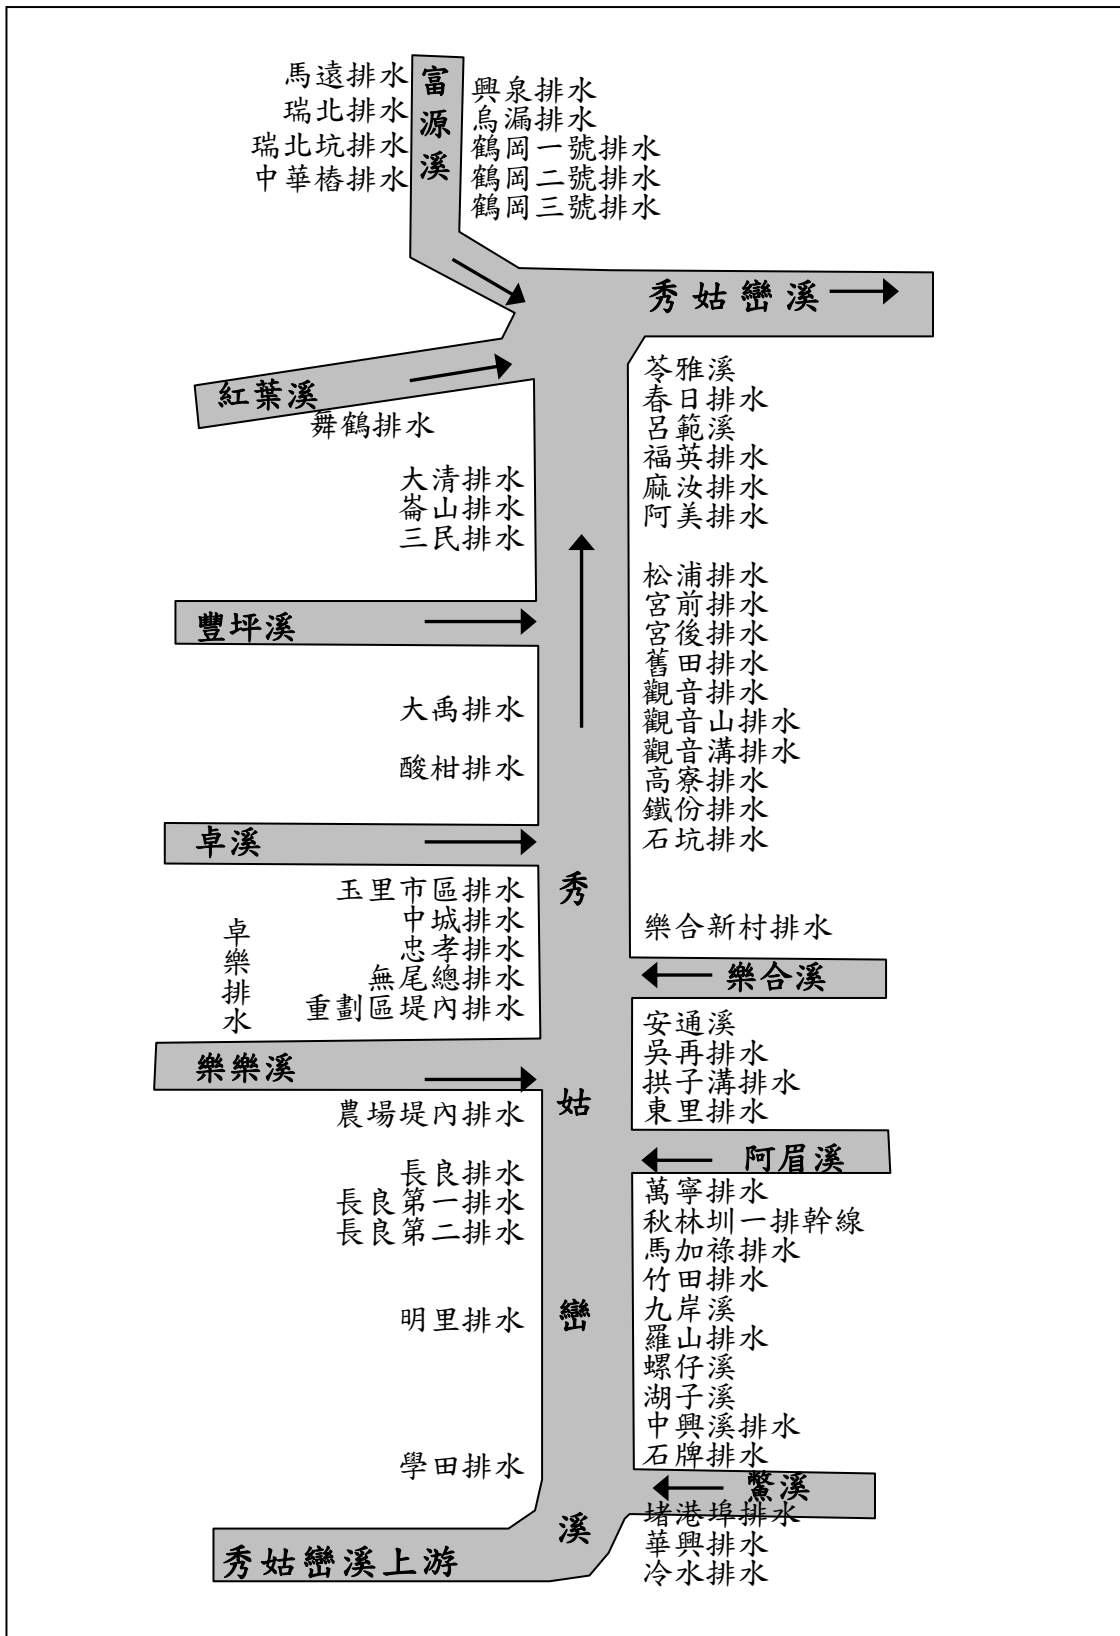 馬遠排水
瑞北排水
瑞北坑排水
中華樁排水
富源溪
興泉排水
烏漏排水
鶴岡一號排水
鶴岡二號排水
鶴岡三號排水
秀姑巒溪
紅葉溪
舞鶴排水
苓雅溪
春日排水
呂範溪
福英排水
麻汝排水
阿美排水
大清排水
崙山排水
三民排水
松浦排水
宮前排水
宮後排水
舊田排水
觀音排水
觀音山排水
觀音溝排水
高寮排水
鐵份排水
石坑排水
豐坪溪
大禹排水
酸柑排水
卓溪
玉里市區排水
中城排水
忠孝排水
無尾總排水
重劃區堤內排水
卓樂排水
樂合新村排水
樂合溪
安通溪
吳再排水
拱子溝排水
東里排水
樂樂溪
農場堤內排水
長良排水
長良第一排水
長良第二排水
明里排水
學田排水
阿眉溪
萬寧排水
秋林圳一排幹線
馬加祿排水
竹田排水
九岸溪
羅山排水
螺仔溪
湖子溪
中興溪排水
石牌排水
鱉溪
堵港埠排水
華興排水
冷水排水
秀姑巒溪
秀姑巒溪上游